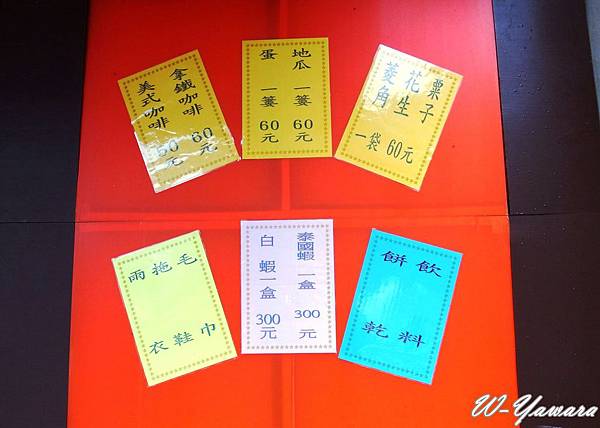 拿鐵咖啡 60元
美式咖啡 50元
地瓜 一簍 60元
蛋 一簍 60元
栗子
花生
菱角
一袋 60元
毛巾
拖鞋
雨衣
泰國蝦 一盒 300元
白蝦 一盒 300元
飲料
餅乾
W-Yawara